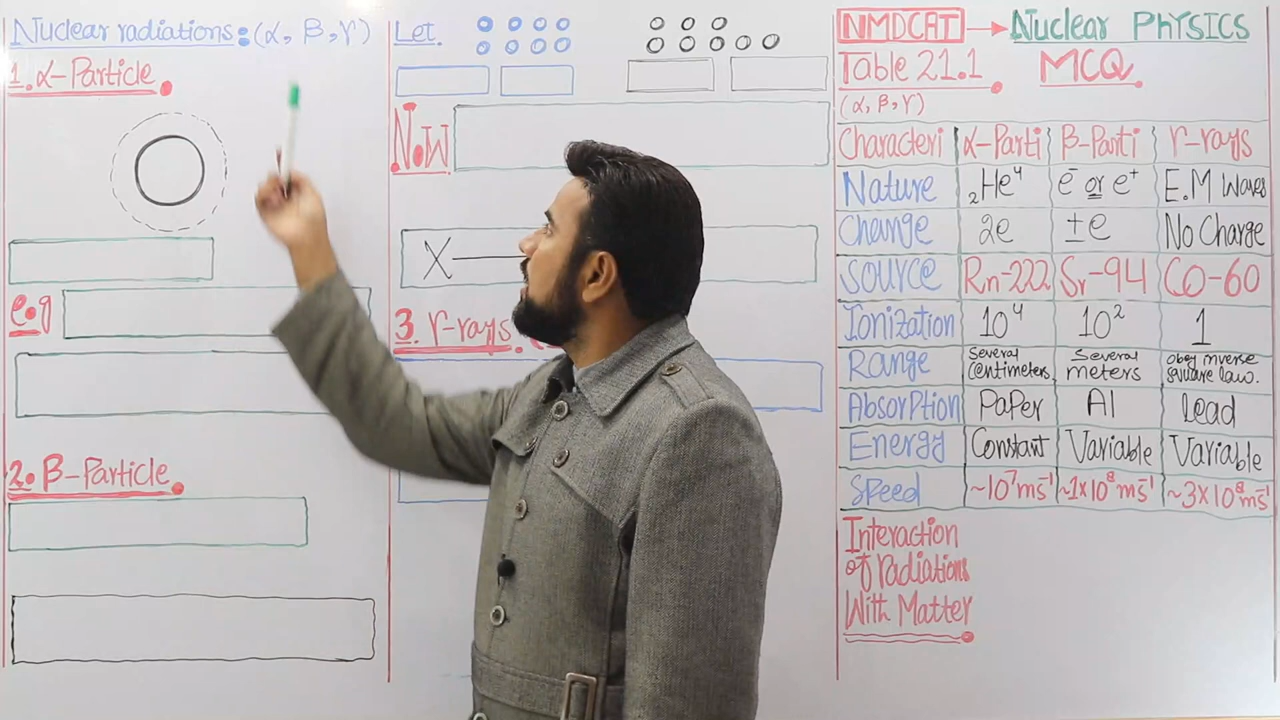 Nuclear radiations: (α, β, γ)
1. α-Particle.
e.g
2. β-Particle.
Let
Now
X
3. γ-rays.
NMDCAT → Nuclear PHYSICS
Table 21.1 MCQ.
(α, β, γ)
Characteri α-Parti β-Parti γ-rays
Nature ₂He⁴ e⁻ or e⁺ E.M Waves
Change 2e ±e No Charge
Source Rn-222 Sr-94 Co-60
Ionization 10⁴ 10² 1
Range Several Centimeters Several meters obey inverse square law.
Absorption Paper Al lead
Energy Constant Variable Variable
Speed ~10⁷ms⁻¹ ~1×10⁸ms⁻¹ ~3×10⁸ms⁻¹
Interaction
of radiations
With Matter